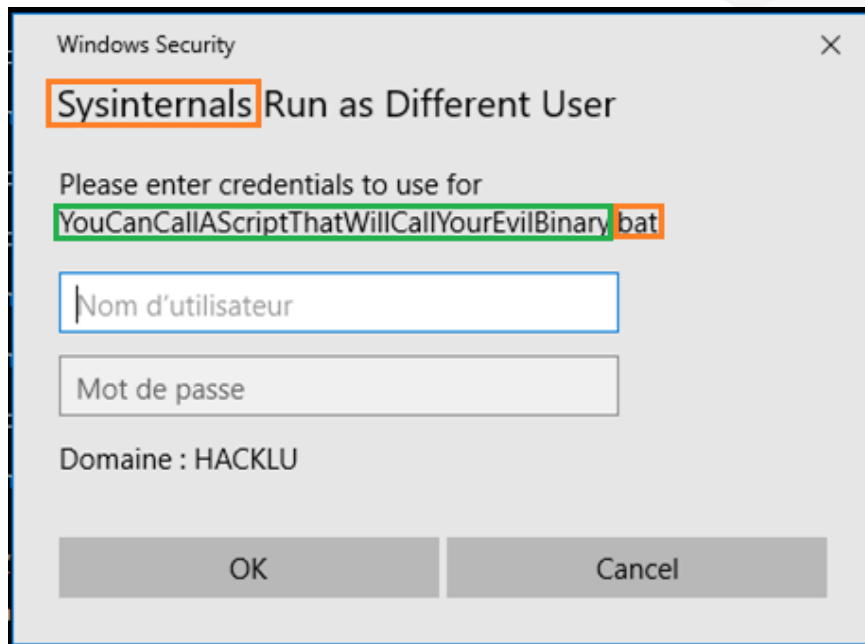 Windows Security
Sysinternals Run as Different User
Please enter credentials to use for
YouCanCallAScriptThatWillCallYourEvilBinary.bat
Nom d'utilisateur
Mot de passe
Domaine : HACKLU
OK Cancel